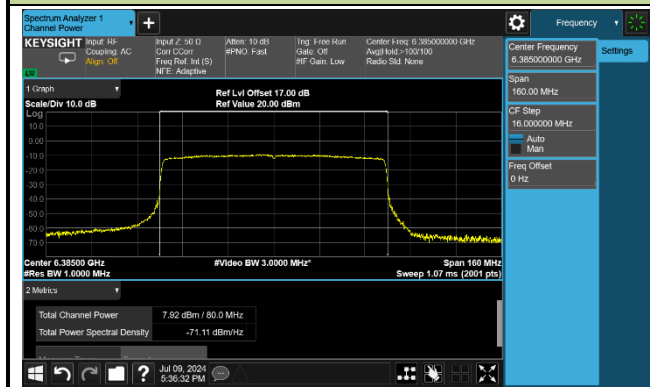 Spectrum Analyzer 1
Channel Power
Frequency
KEYSIGHT
Input: RF
Coupling: AC
Align: Off
Input Z: 50 Ω
Corr CCorr
Freq Ref: Int (S)
NFE: Adaptive
Atten: 10 dB
#PNO: Fast
Trig: Free Run
Gate: Off
#IF Gain: Low
Center Freq: 6.385000000 GHz
Avg|Hold:>100/100
Radio Std: None
LXI
Center Frequency
6.385000000 GHz
Settings
Span
160.00 MHz
CF Step
16.000000 MHz
Auto
Man
Freq Offset
0 Hz
1 Graph
Scale/Div 10.0 dB
Ref Lvl Offset 17.00 dB
Ref Value 20.00 dBm
Log
10.0
0.00
-10.0
-20.0
-30.0
-40.0
-50.0
-60.0
-70.0
Center 6.38500 GHz
#Video BW 3.0000 MHz*
Span 160 MHz
#Res BW 1.0000 MHz
Sweep 1.07 ms (2001 pts)
2 Metrics
Total Channel Power 7.92 dBm / 80.0 MHz
Total Power Spectral Density -71.11 dBm/Hz
?
Jul 09, 2024
5:36:32 PM